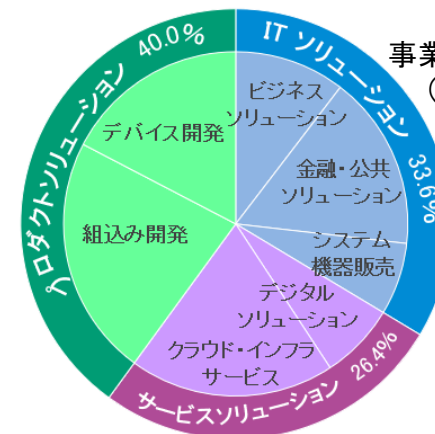 40.0%
ITソリューション
事業
(
ビジネス
ソリューション
デバイス開発
プロダクトソリューション
金融・公共
ソリューション
33.6%
組込み開発
システム
機器販売
デジタル
ソリューション
クラウド・インフラ
サービス
26.4%
サービスソリューション